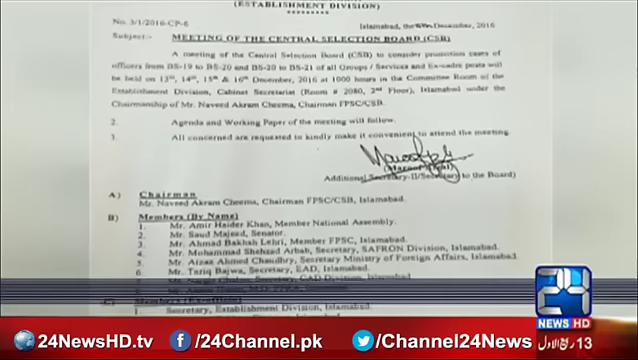 (ESTABLISHMENT DIVISION)
********
No. 3/1/2016-CP-6
Islamabad, the December, 2016
Subject:- MEETING OF THE CENTRAL SELECTION BOARD (CSB)
A meeting of the Central Selection Board (CSB) to consider promotion cases of
officers from BS-19 to BS-20 and BS-20 to BS-21 of all Groups / Services and Ex-cadre posts will
be held on 13th, 14th, 15th & 16th December, 2016 at 1000 hours in the Committee Room of the
Establishment Division, Cabinet Secretariat (Room # 2080, 2nd Floor), Islamabad under the
Chairmanship of Mr. Naveed Akram Cheema, Chairman FPSC/CSB.
2. Agenda and Working Paper of the meeting will follow.
3. All concerned are requested to kindly make it convenient to attend the meeting.
Additional Secretary-II/Secretary to the Board)
A) Chairman
Mr. Naveed Akram Cheema, Chairman FPSC/CSB, Islamabad.
B) Members (By Name)
1. Mr. Amir Haider Khan, Member National Assembly.
2. Mr. Saud Majeed, Senator.
3. Mr. Ahmad Bakhsh Lehri, Member FPSC, Islamabad.
4. Mr. Mohammad Shehzad Arbab, Secretary, SAFRON Division, Islamabad.
5. Mr. Aizaz Ahmed Chaudhry, Secretary Ministry of Foreign Affairs, Islamabad.
6. Mr. Tariq Bajwa, Secretary, EAD, Islamabad.
Secretary, CAD Division, Islamabad
C) Members
1. Secretary, Establishment Division, Islamabad
24
NEWS HD
24NewsHD.tv
/24Channel.pk
/Channel24News
13 ربیع الاول